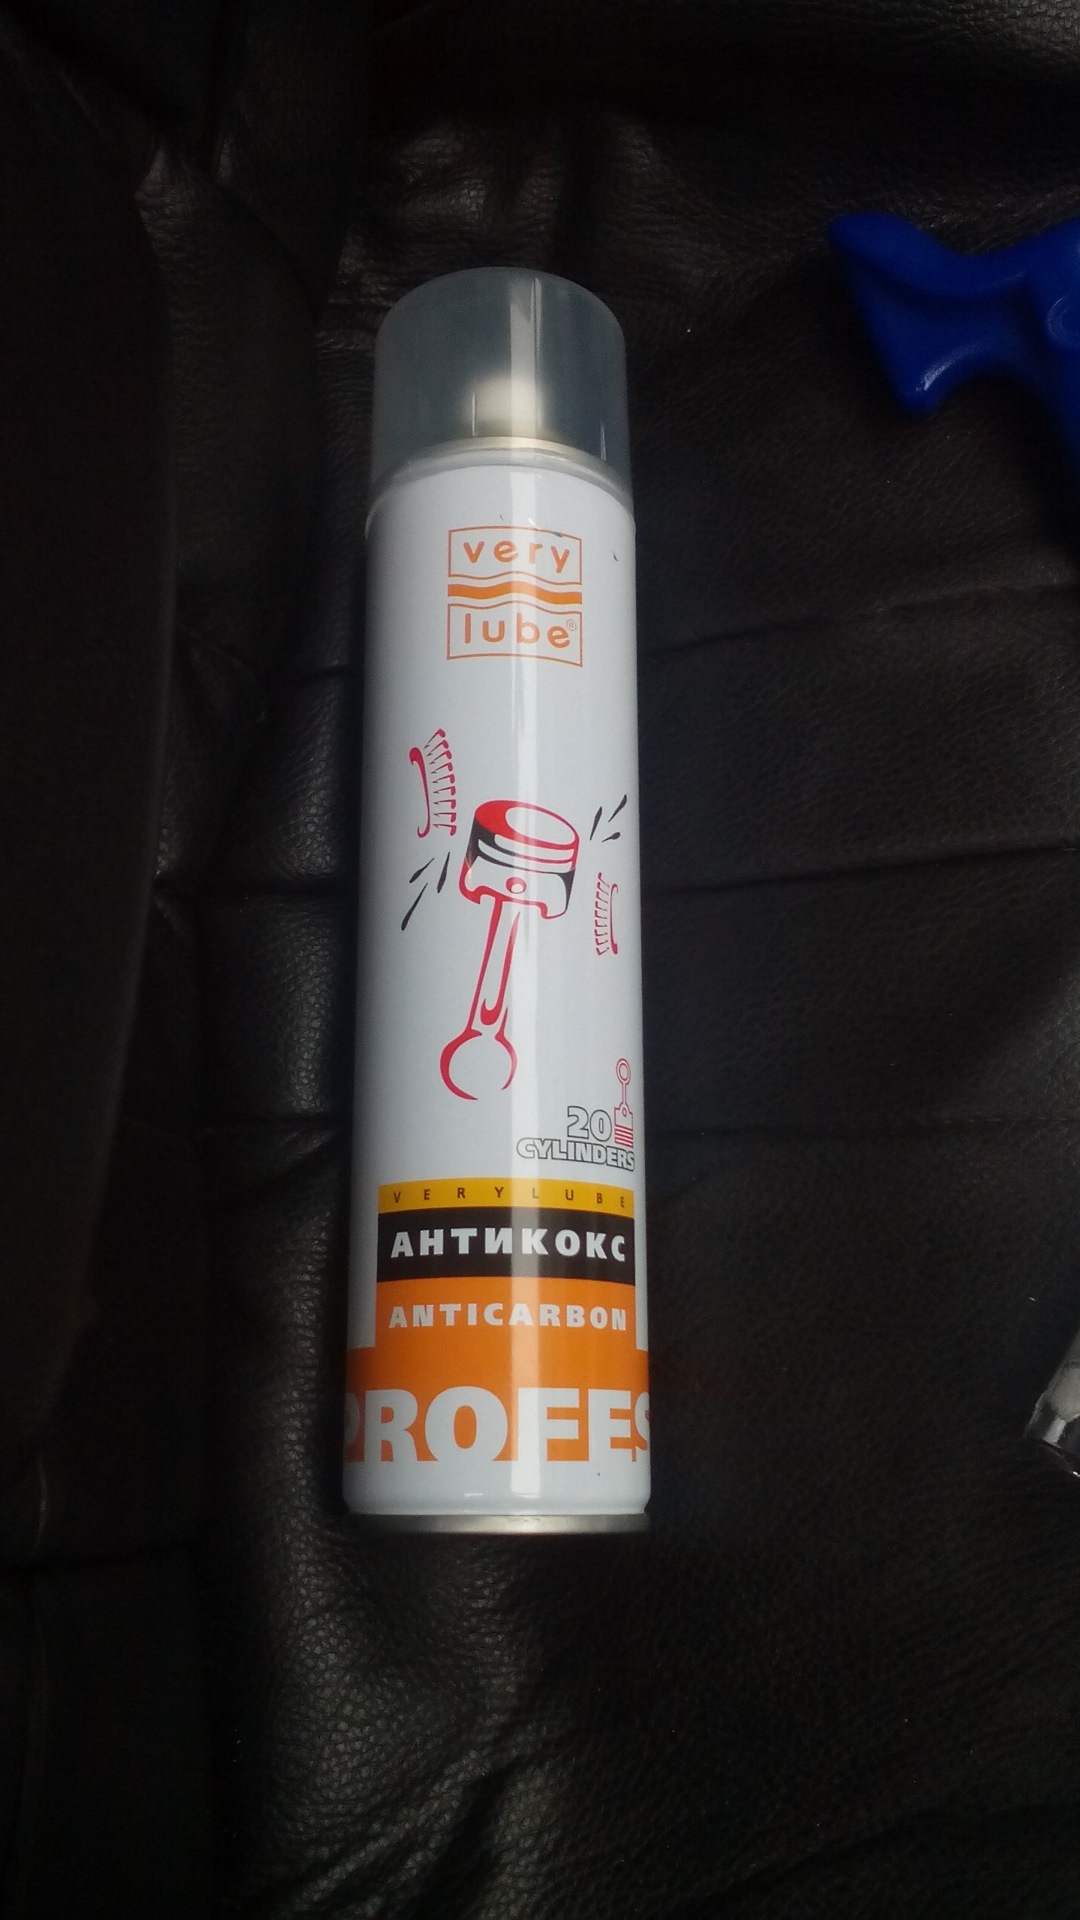 very
lube®
20
CYLINDERS
VERYLUBE
АНТИКОКС
ANTICARBON
PROFES